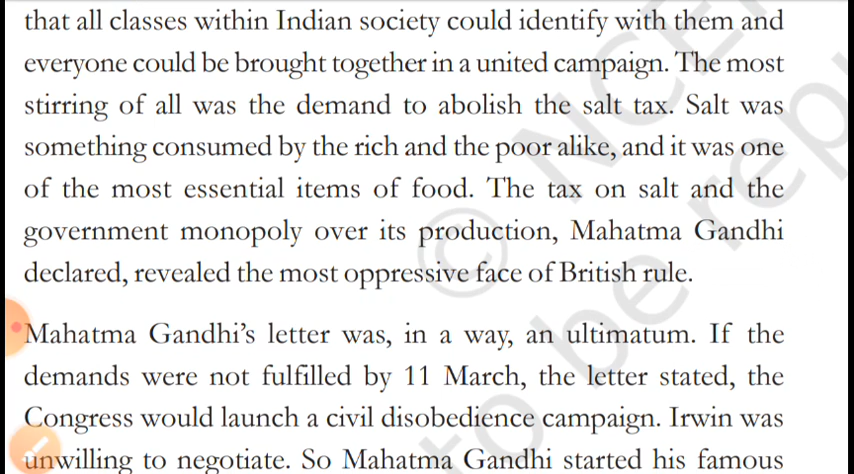 that all classes within Indian society could identify with them and
everyone could be brought together in a united campaign. The most
stirring of all was the demand to abolish the salt tax. Salt was
something consumed by the rich and the poor alike, and it was one
of the most essential items of food. The tax on salt and the
government monopoly over its production, Mahatma Gandhi
declared, revealed the most oppressive face of British rule.
Mahatma Gandhi’s letter was, in a way, an ultimatum. If the
demands were not fulfilled by 11 March, the letter stated, the
Congress would launch a civil disobedience campaign. Irwin was
unwilling to negotiate. So Mahatma Gandhi started his famous